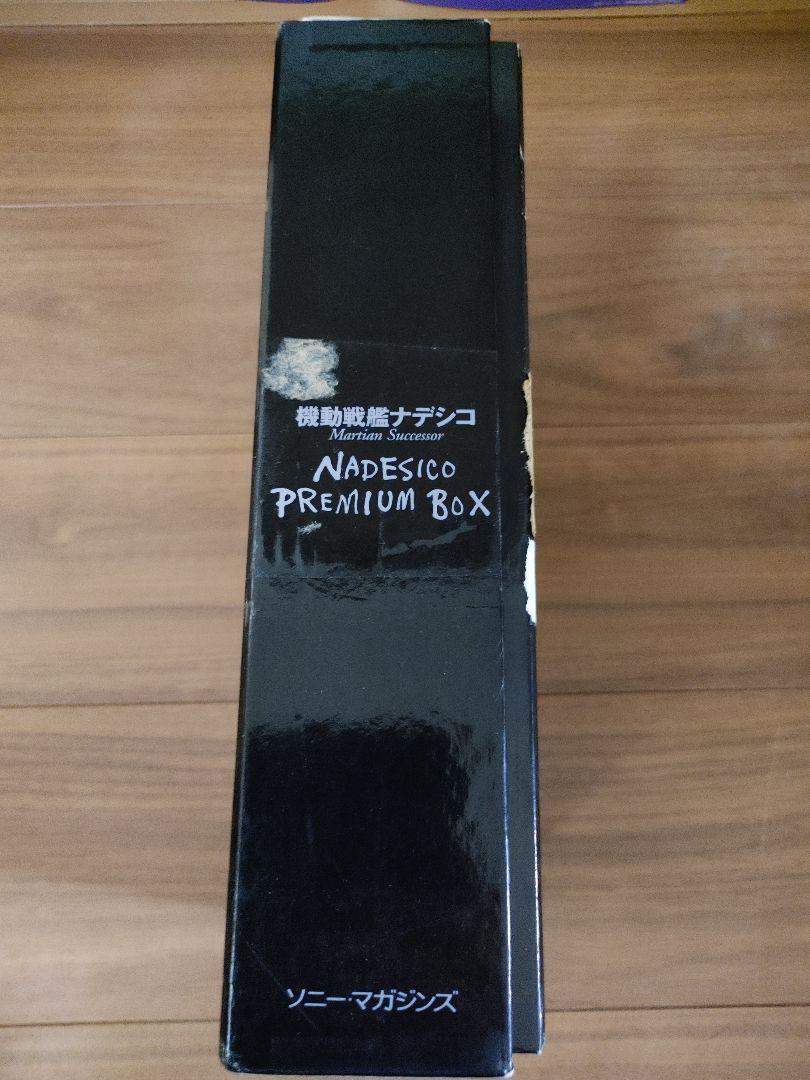 機動戦艦ナデシコ
Martian Successor
NADESICO
PREMIUM BOX
ソニー・マガジンズ